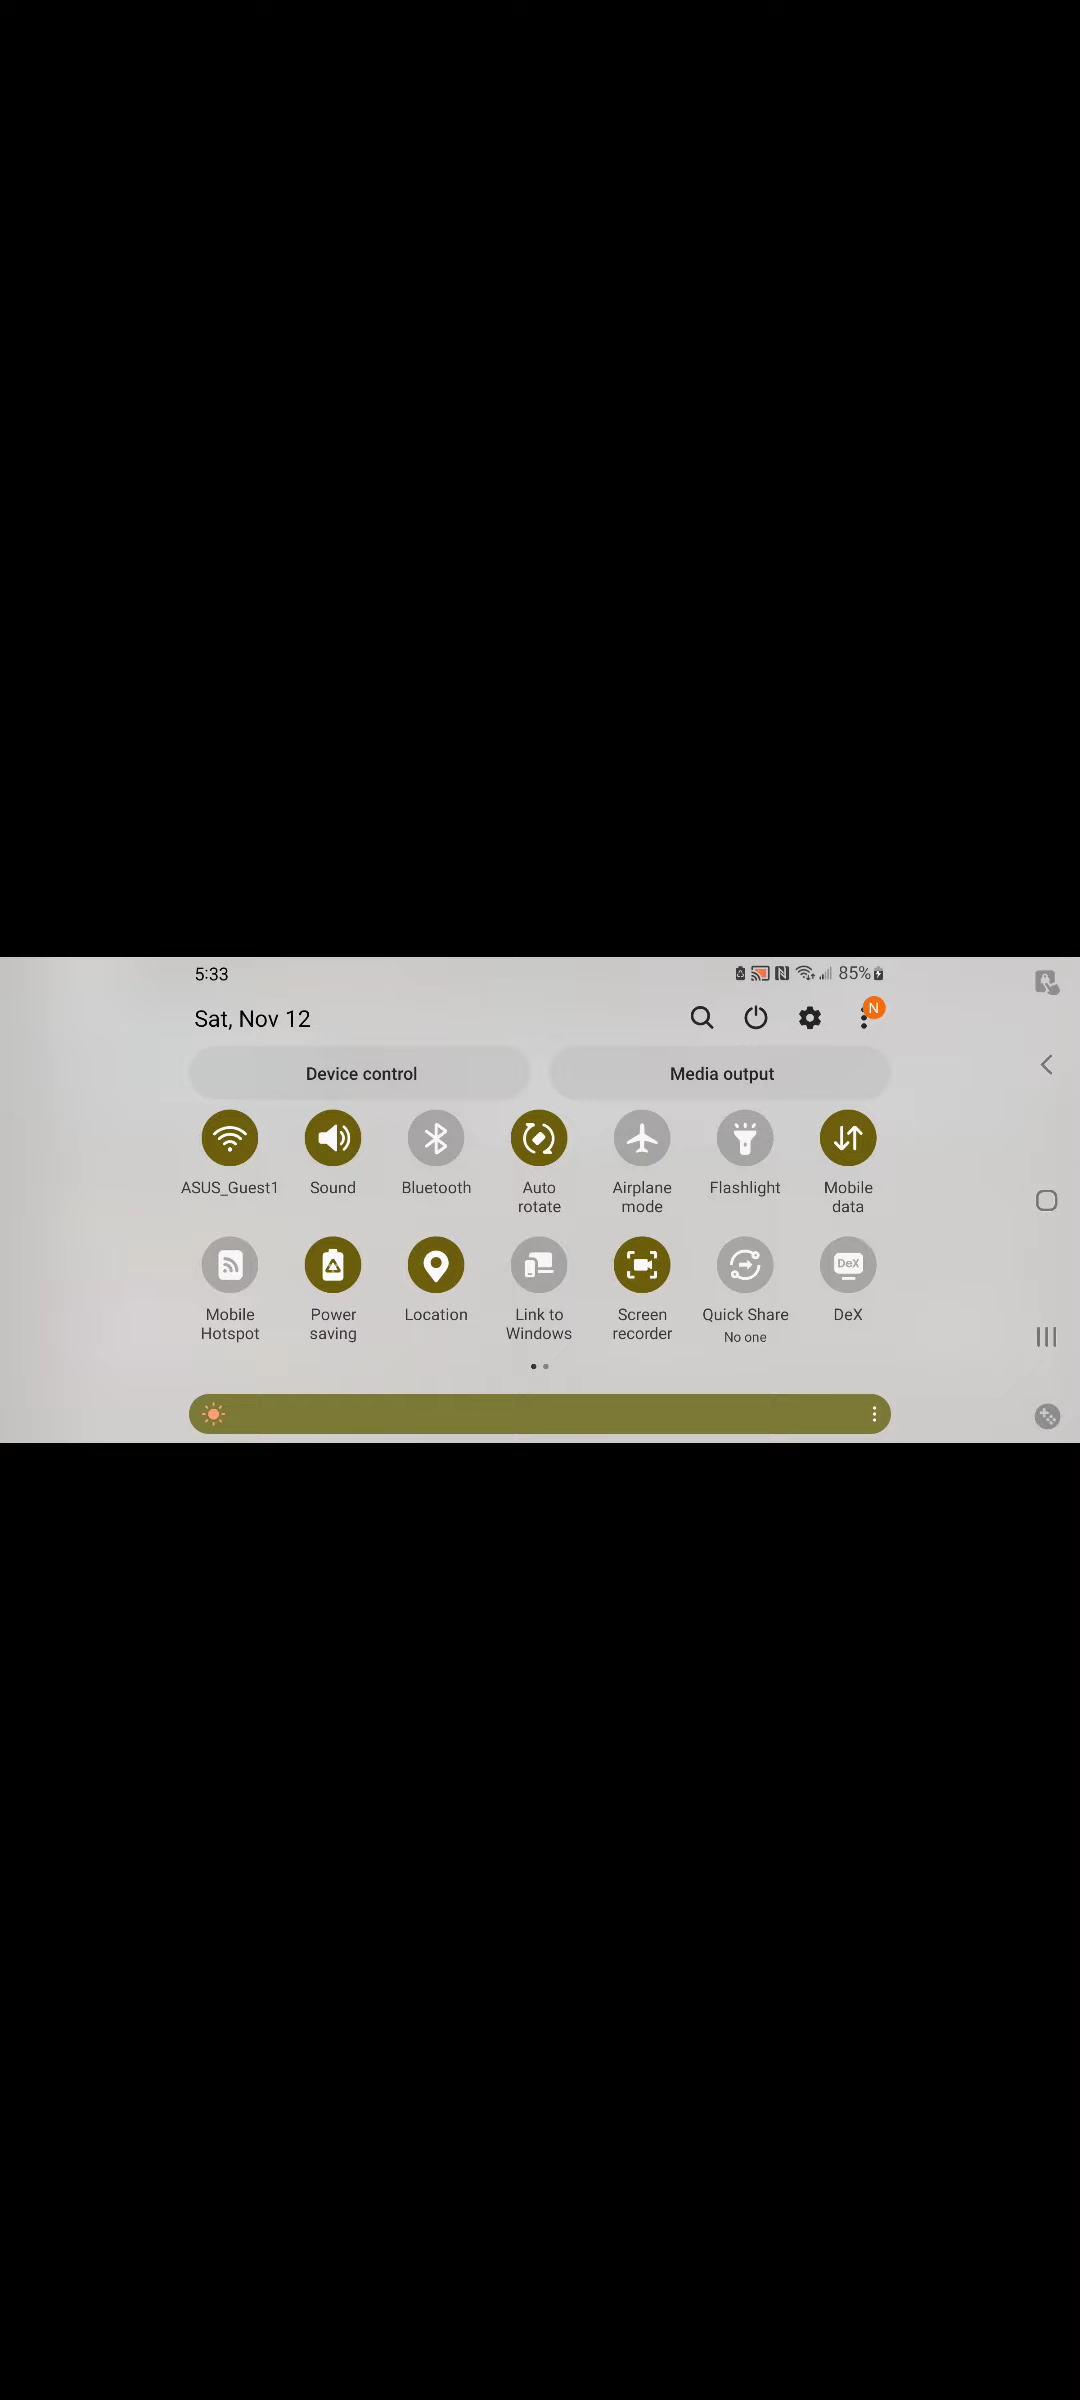 5:33 85%
Sat, Nov 12 N
Device control Media output
ASUS_Guest1 Sound Bluetooth Auto rotate Airplane mode Flashlight Mobile data
Mobile Hotspot Power saving Location Link to Windows Screen recorder Quick Share No one DeX DeX